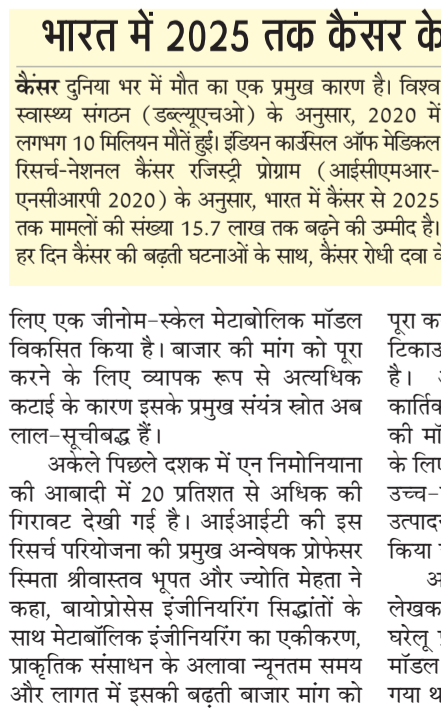 भारत में 2025 तक कैंसर के
कैंसर दुनिया भर में मौत का एक प्रमुख कारण है। विश्व
स्वास्थ्य संगठन (डब्ल्यूएचओ) के अनुसार, 2020 में
लगभग 10 मिलियन मौतें हुईं। इंडियन काउंसिल ऑफ मेडिकल
रिसर्च-नेशनल कैंसर रजिस्ट्री प्रोग्राम (आईसीएमआर-
एनसीआरपी 2020) के अनुसार, भारत में कैंसर से 2025
तक मामलों की संख्या 15.7 लाख तक बढ़ने की उम्मीद है।
हर दिन कैंसर की बढ़ती घटनाओं के साथ, कैंसर रोधी दवा
लिए एक जीनोम-स्केल मेटाबोलिक मॉडल
विकसित किया है। बाजार की मांग को पूरा
करने के लिए व्यापक रूप से अत्यधिक
कटाई के कारण इसके प्रमुख संयंत्र स्रोत अब
लाल-सूचीबद्ध हैं।
अकेले पिछले दशक में एन निमोनियाना
की आबादी में 20 प्रतिशत से अधिक की
गिरावट देखी गई है। आईआईटी की इस
रिसर्च परियोजना की प्रमुख अन्वेषक प्रोफेसर
स्मिता श्रीवास्तव भूपत और ज्योति मेहता ने
कहा, बायोप्रोसेस इंजीनियरिंग सिद्धांतों के
साथ मेटाबॉलिक इंजीनियरिंग का एकीकरण,
प्राकृतिक संसाधन के अलावा न्यूनतम समय
और लागत में इसकी बढ़ती बाजार मांग को
पूरा
है।
की
के
उच्च-
किया
घरेलू
मॉडल
गया